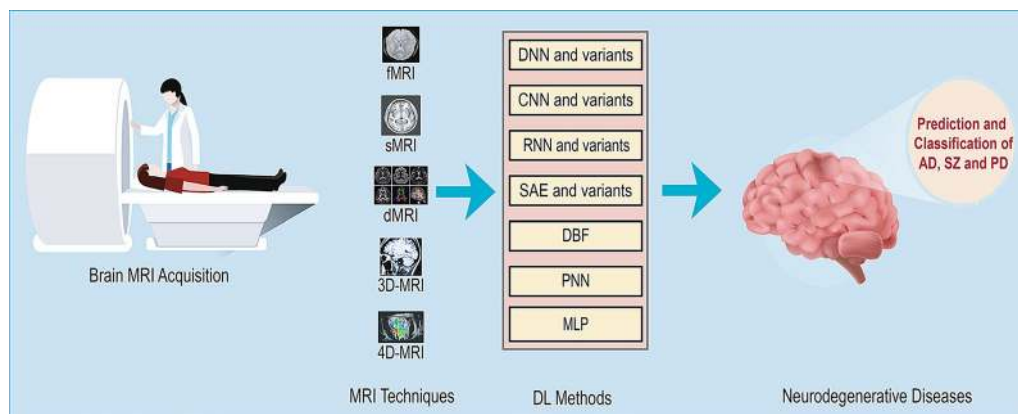 Brain MRI Acquisition
fMRI
sMRI
dMRI
3D-MRI
4D-MRI
MRI Techniques
DNN and variants
CNN and variants
RNN and variants
SAE and variants
DBF
PNN
MLP
DL Methods
Prediction and
Classification of
AD, SZ and PD
Neurodegenerative Diseases